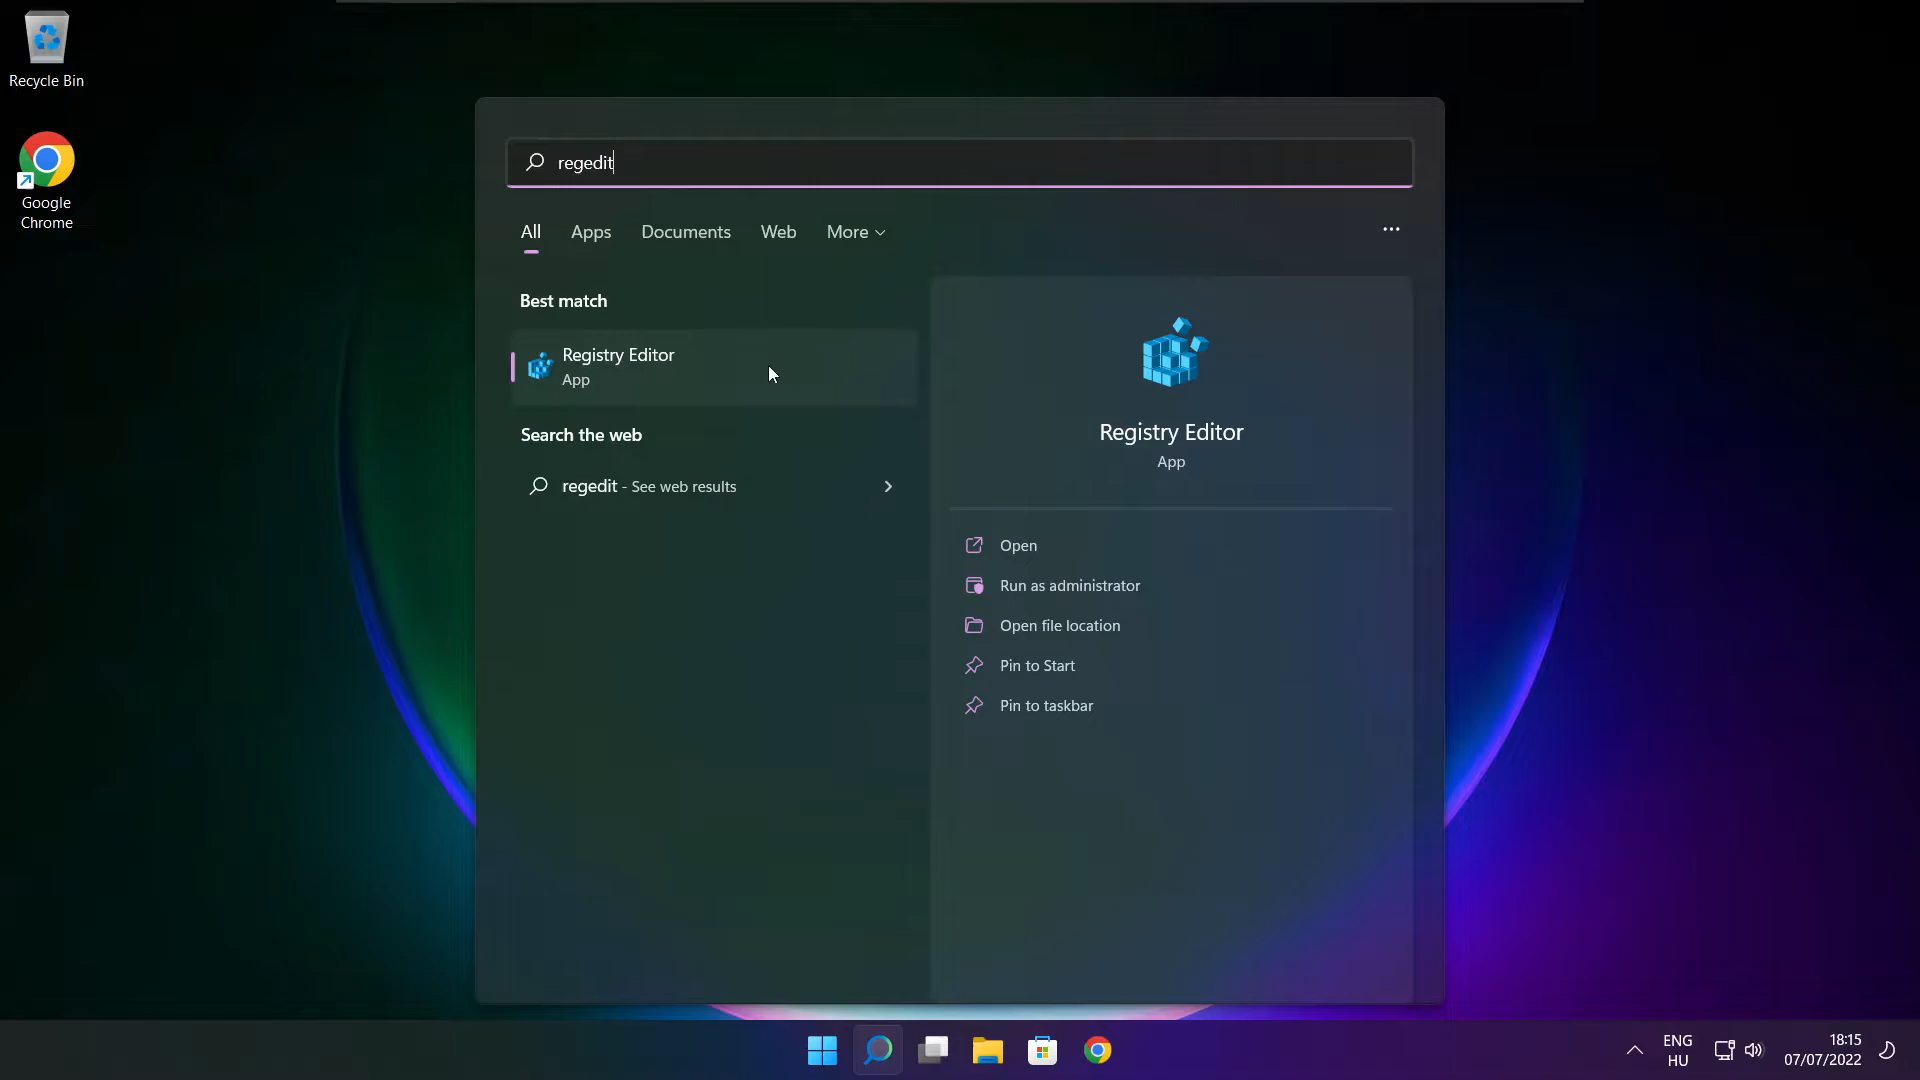 Recycle Bin
Google
Chrome
regedit
All
Apps
Documents
Web
More
Best match
Registry Editor
App
Search the web
regedit - See web results
Registry Editor
App
Open
Run as administrator
Open file location
Pin to Start
Pin to taskbar
ENG
HU
18:15
07/07/2022